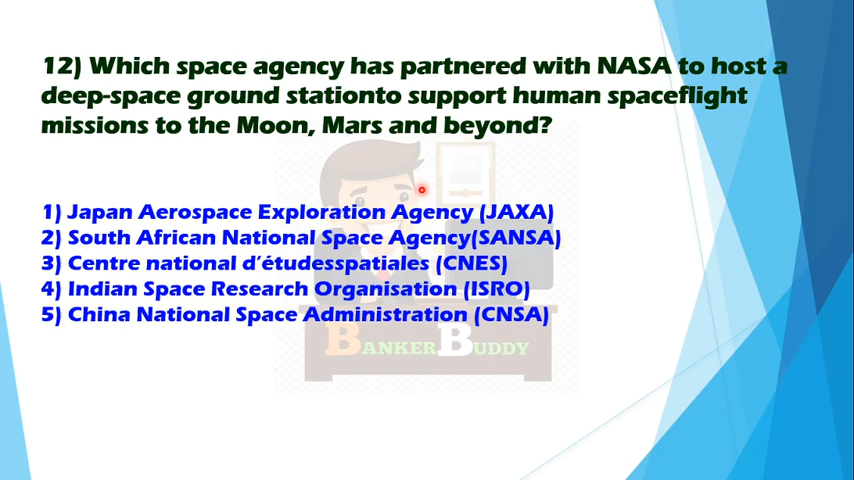 12) Which space agency has partnered with NASA to host a
deep-space ground stationto support human spaceflight
missions to the Moon, Mars and beyond?
1) Japan Aerospace Exploration Agency (JAXA)
2) South African National Space Agency(SANSA)
3) Centre national d'étudesspatiales (CNES)
4) Indian Space Research Organisation (ISRO)
5) China National Space Administration (CNSA)
BANKER BUDDY